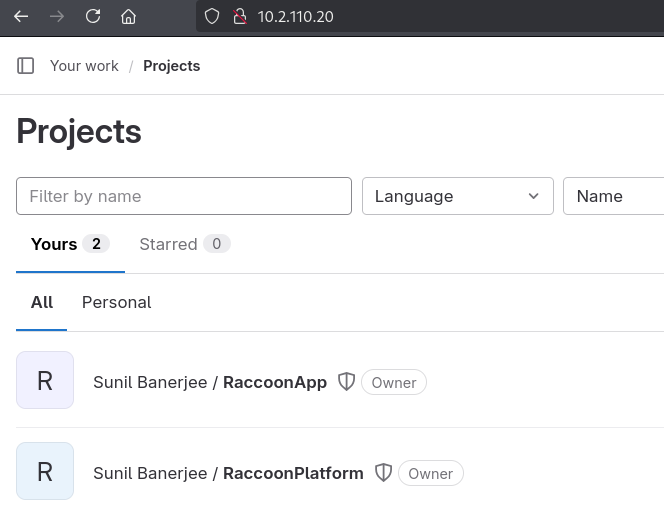 10.2.110.20
Your work / Projects
Projects
Filter by name Language Name
Yours 2 Starred 0
All Personal
R Sunil Banerjee / RaccoonApp Owner
R Sunil Banerjee / RaccoonPlatform Owner